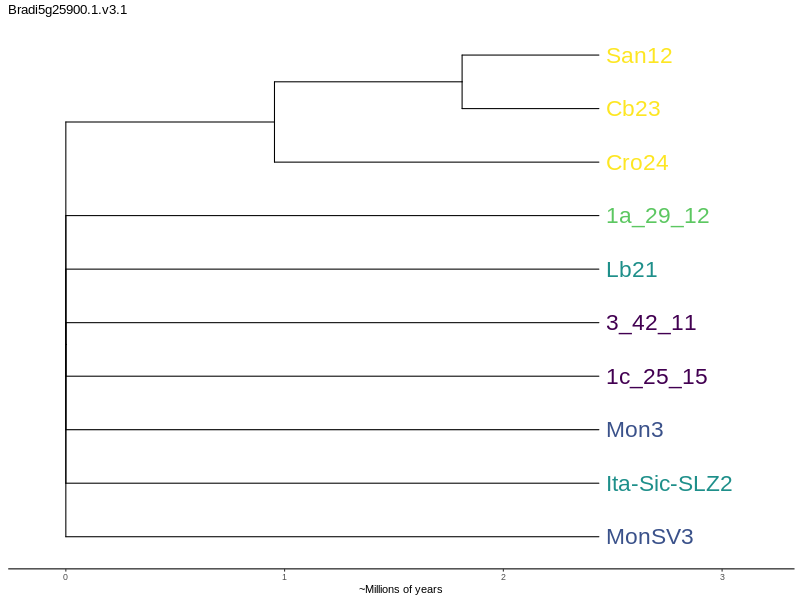 Bradi5g25900.1.v3.1
San12
Cb23
Cro24
1a_29_12
Lb21
3_42_11
1c_25_15
Mon3
Ita-Sic-SLZ2
MonSV3
0 1 2 3
~Millions of years